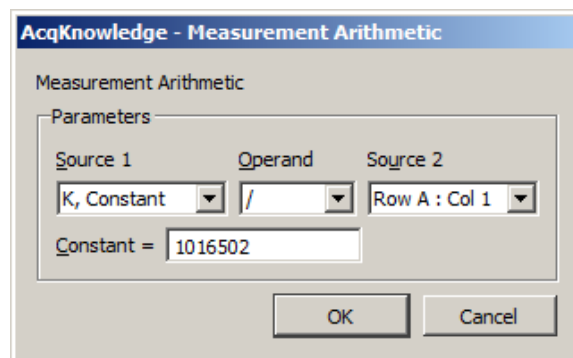 AcqKnowledge - Measurement Arithmetic
Measurement Arithmetic
Parameters
Source 1 Operand Source 2
K, Constant / Row A : Col 1
Constant = 1016502
OK Cancel